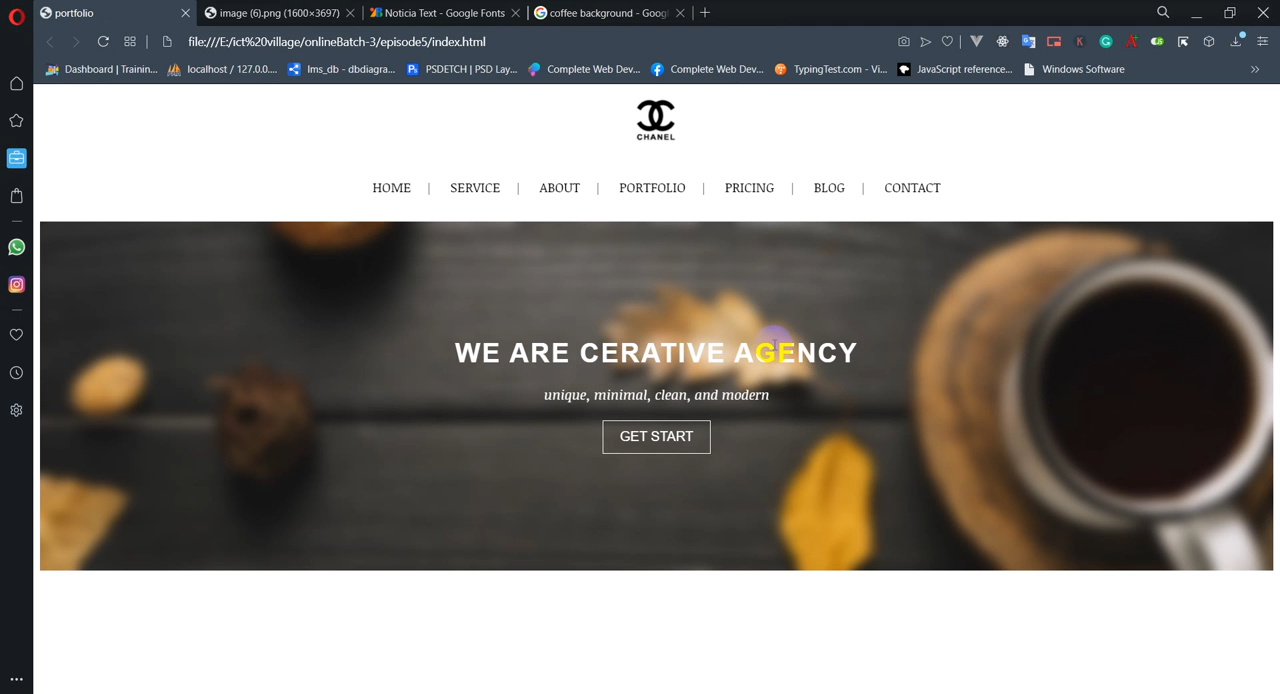 portfolio
image (6).png (1600×3697)
Noticia Text - Google Fonts
coffee background - Goog
file:///E:/ict%20village/onlineBatch-3/episode5/index.html
Dashboard | Trainin...
localhost / 127.0.0....
lms_db - dbdiagra...
PSDETCH | PSD Lay...
Complete Web Dev...
Complete Web Dev...
TypingTest.com - Vi...
JavaScript reference...
Windows Software
CHANEL
HOME | SERVICE | ABOUT | PORTFOLIO | PRICING | BLOG | CONTACT
WE ARE CERATIVE AGENCY
unique, minimal, clean, and modern
GET START